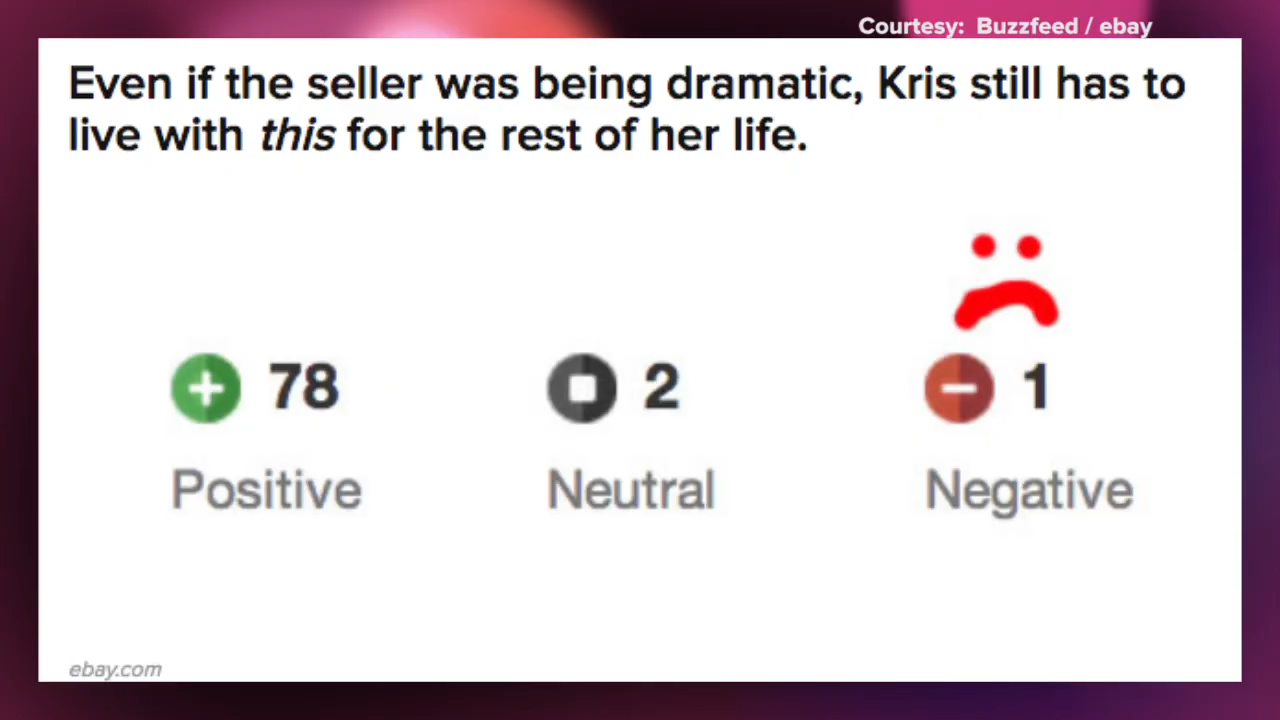 Courtesy: Buzzfeed / ebay
Even if the seller was being dramatic, Kris still has to
live with this for the rest of her life.
78
2
1
Positive
Neutral
Negative
ebay.com